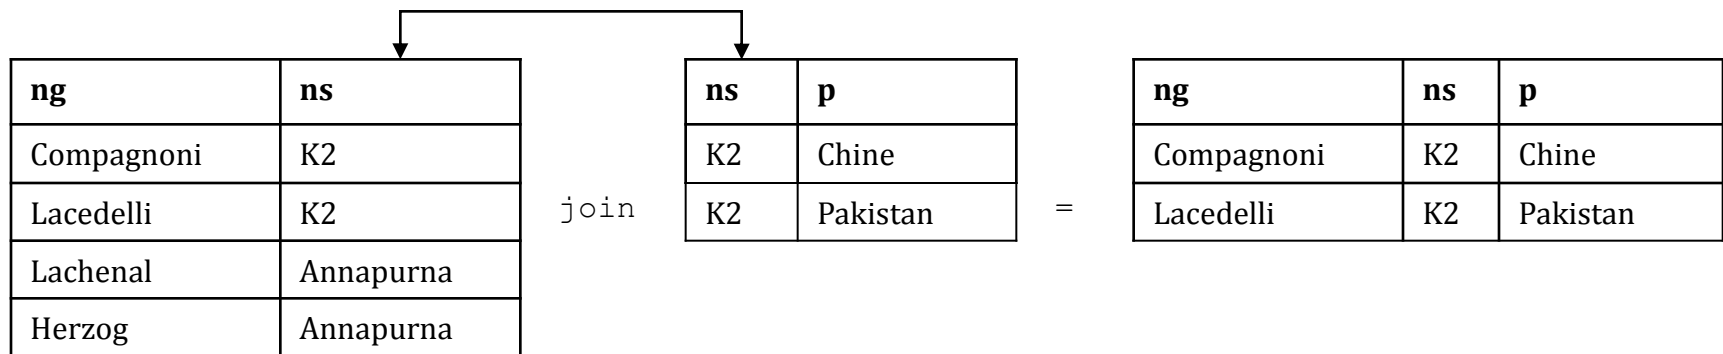 ng ns ns p ng ns p
Compagnoni K2 K2 Chine Compagnoni K2 Chine
Lacedelli K2 join K2 Pakistan = Lacedelli K2 Pakistan
Lachenal Annapurna
Herzog Annapurna